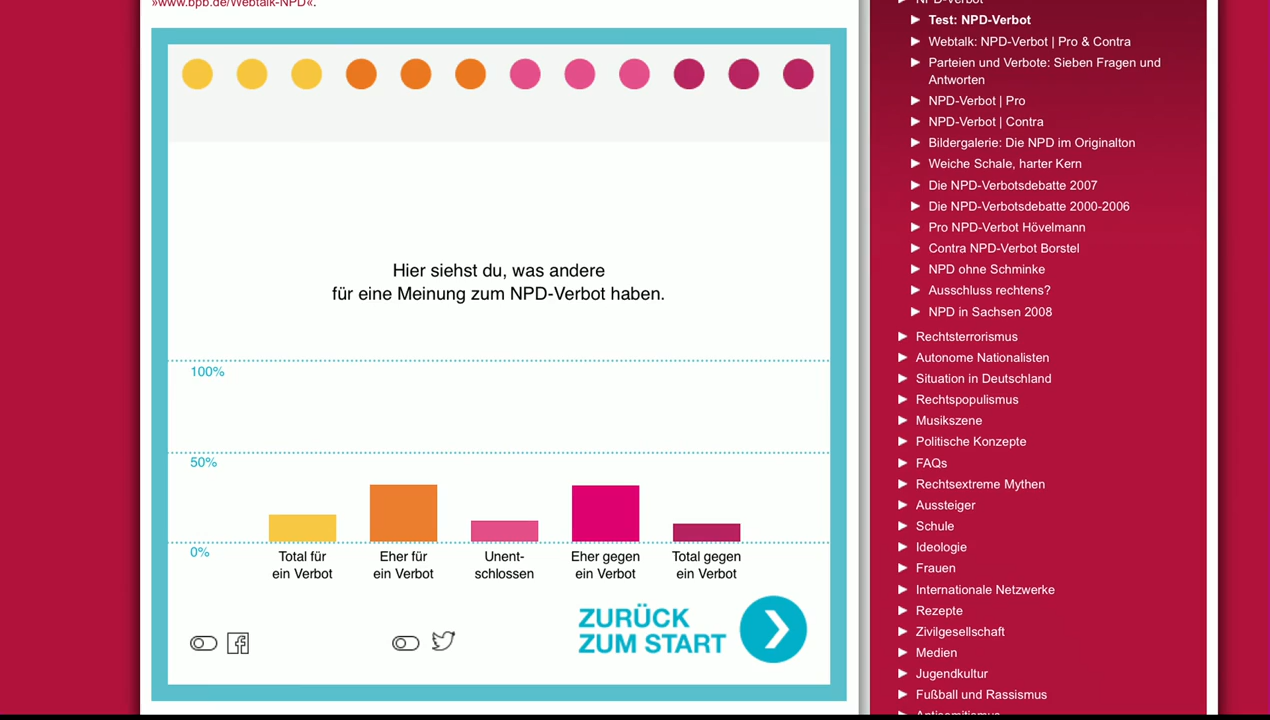 »www.bpb.de/Webtalk-NPD«.
Hier siehst du, was andere
für eine Meinung zum NPD-Verbot haben.
100%
50%
0%
Total für
ein Verbot
Eher für
ein Verbot
Unent-
schlossen
Eher gegen
ein Verbot
Total gegen
ein Verbot
ZURÜCK
ZUM START
NPD-Verbot
Test: NPD-Verbot
Webtalk: NPD-Verbot | Pro & Contra
Parteien und Verbote: Sieben Fragen und
Antworten
NPD-Verbot | Pro
NPD-Verbot | Contra
Bildergalerie: Die NPD im Originalton
Weiche Schale, harter Kern
Die NPD-Verbotsdebatte 2007
Die NPD-Verbotsdebatte 2000-2006
Pro NPD-Verbot Hövelmann
Contra NPD-Verbot Borstel
NPD ohne Schminke
Ausschluss rechtens?
NPD in Sachsen 2008
Rechtsterrorismus
Autonome Nationalisten
Situation in Deutschland
Rechtspopulismus
Musikszene
Politische Konzepte
FAQs
Rechtsextreme Mythen
Aussteiger
Schule
Ideologie
Frauen
Internationale Netzwerke
Rezepte
Zivilgesellschaft
Medien
Jugendkultur
Fußball und Rassismus
Antisemitismus